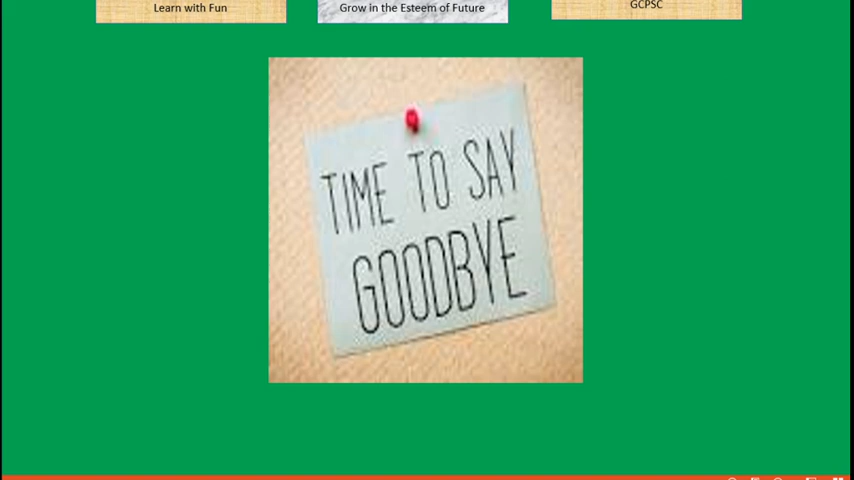 Learn with Fun
Grow in the Esteem of Future
GCPSC
TIME TO SAY
GOODBYE